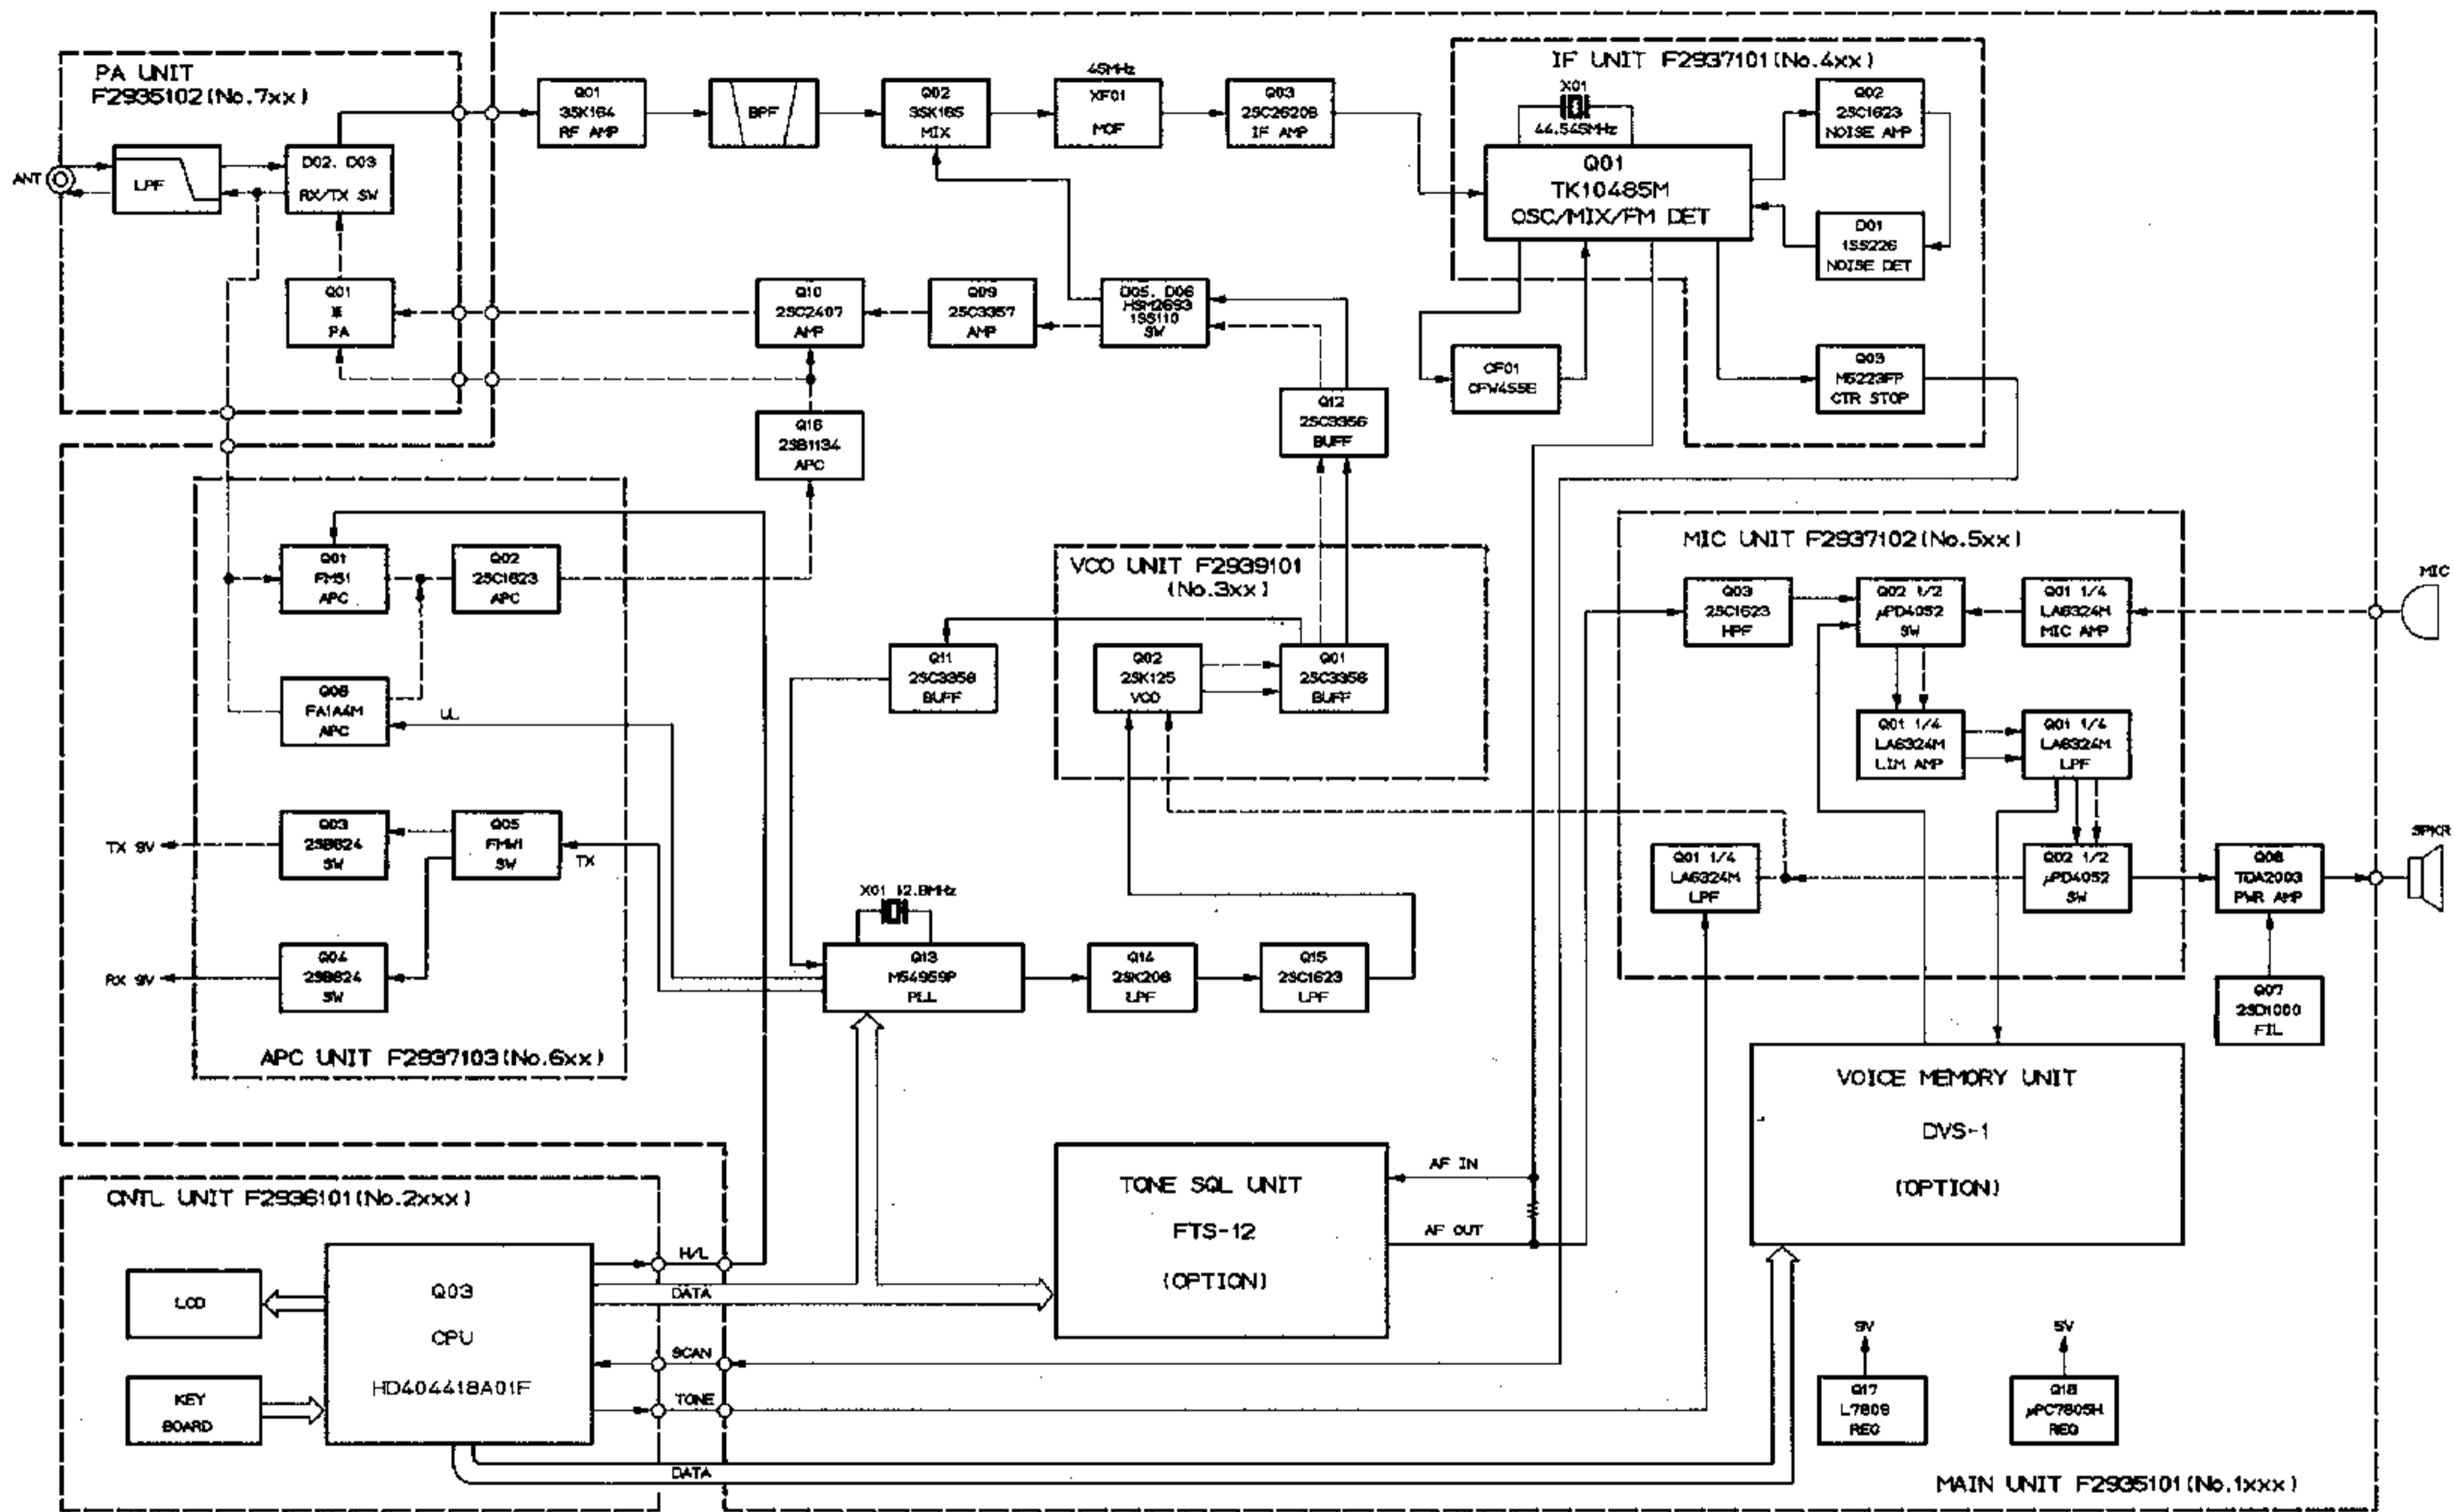 PA UNIT
F2935102(No.7xx)
ANT
LPF
D02, D03
RX/TX SW
Q01
※
PA
Q01
3SK184
RF AMP
BPF
Q02
MIX
45MHz
XF01
MCF
Q03
IF AMP
IF UNIT F2937101(No.4xx)
X01
44.545MHz
Q01
TK10485M
OSC/MIX/FM DET
Q02
2SC1623
NOISE AMP
D01
1SS226
NOISE DET
Q03
M5223FP
CTR STOP
CF01
CFW455E
Q10
2SC2407
AMP
Q09
2SC3357
AMP
D05, D06
HSM2693
1SS110
SW
Q12
2SC3356
BUFF
Q16
2SB1134
APC
Q01
APC
Q02
2SC1623
APC
Q06
FA1A4M
APC
UL
Q03
2SB624
SW
TX 9V
Q05
FMW1
SW
TX
Q04
2SB624
SW
RX 9V
APC UNIT F2937103(No.6xx)
VCO UNIT F2939101
(No.3xx)
Q11
2SC3356
BUFF
Q02
2SK125
VCO
Q01
2SC3356
BUFF
X01 12.8MHz
Q13
M54959P
PLL
Q14
2SK208
LPF
Q15
2SC1623
LPF
MIC UNIT F2937102(No.5xx)
MIC
Q03
2SC1623
HPF
Q02 1/2
μPD4052
SW
Q01 1/4
LA6324M
MIC AMP
Q01 1/4
LA6324M
LIM AMP
Q01 1/4
LA6324M
LPF
Q01 1/4
LA6324M
LPF
Q02 1/2
μPD4052
SW
Q08
TDA2003
PWR AMP
SPKR
Q07
FIL
VOICE MEMORY UNIT
DVS-1
(OPTION)
CNTL UNIT F2936101(No.2xxx)
LCD
KEY
BOARD
Q03
CPU
HD404418A01F
H/L
DATA
SCAN
TONE
DATA
TONE SQL UNIT
FTS-12
(OPTION)
AF IN
AF OUT
9V
Q17
L7809
REG
5V
Q18
μPC7805H
REG
MAIN UNIT F2935101(No.1xxx)